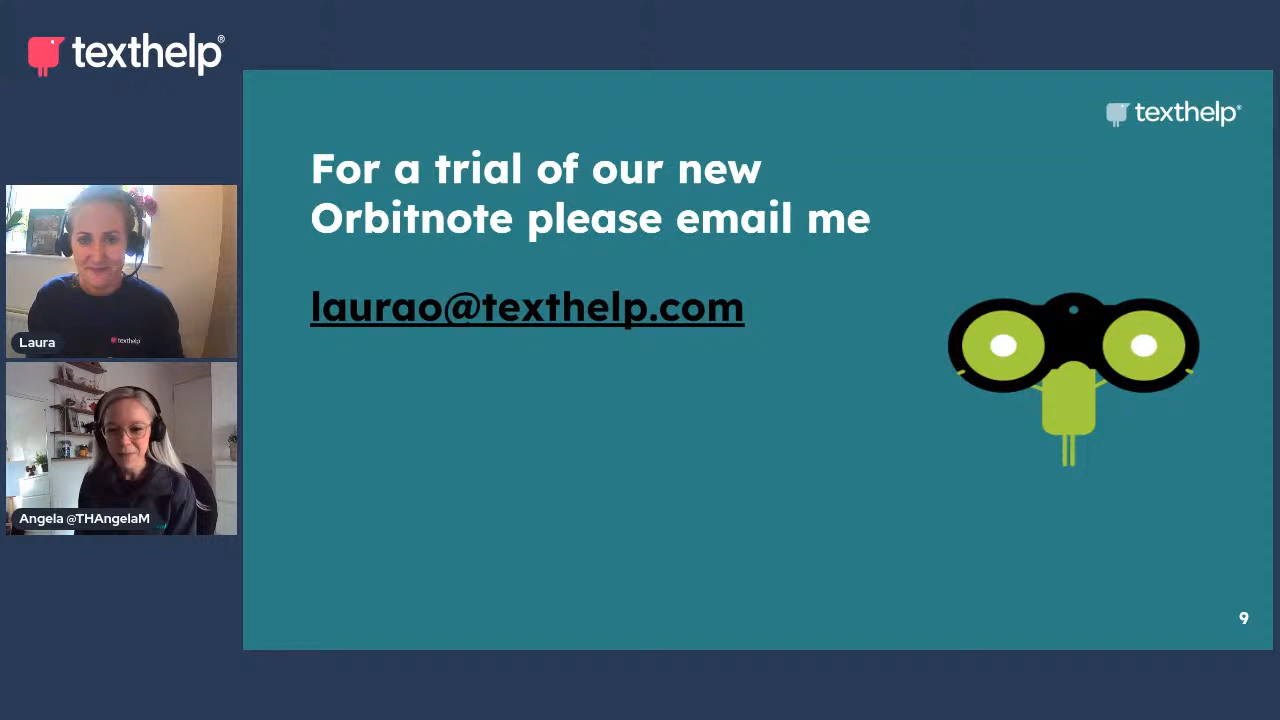 texthelp®
texthelp®
For a trial of our new
Orbitnote please email me
laurao@texthelp.com
Laura
texthelp
Angela @THAngelaM
9